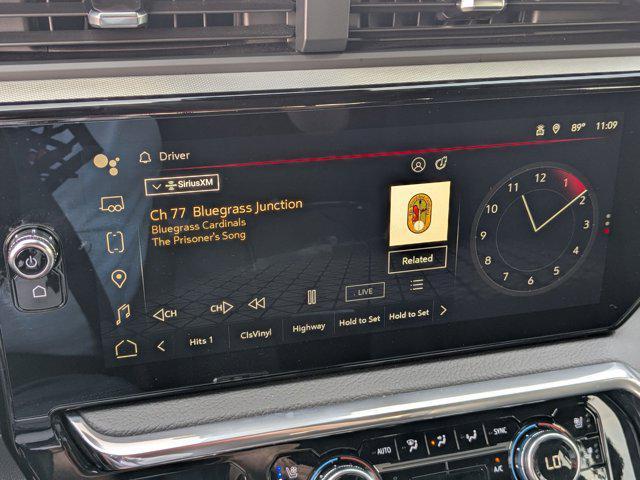 89° 11:09
Driver
SiriusXM
Ch 77 Bluegrass Junction
Bluegrass Cardinals
The Prisoner's Song
Related
12
1
2
3
4
5
6
7
8
9
10
11
CH CH LIVE
Hits 1 ClsVinyl Highway Hold to Set Hold to Set
AUTO SYNC
A/C
LO